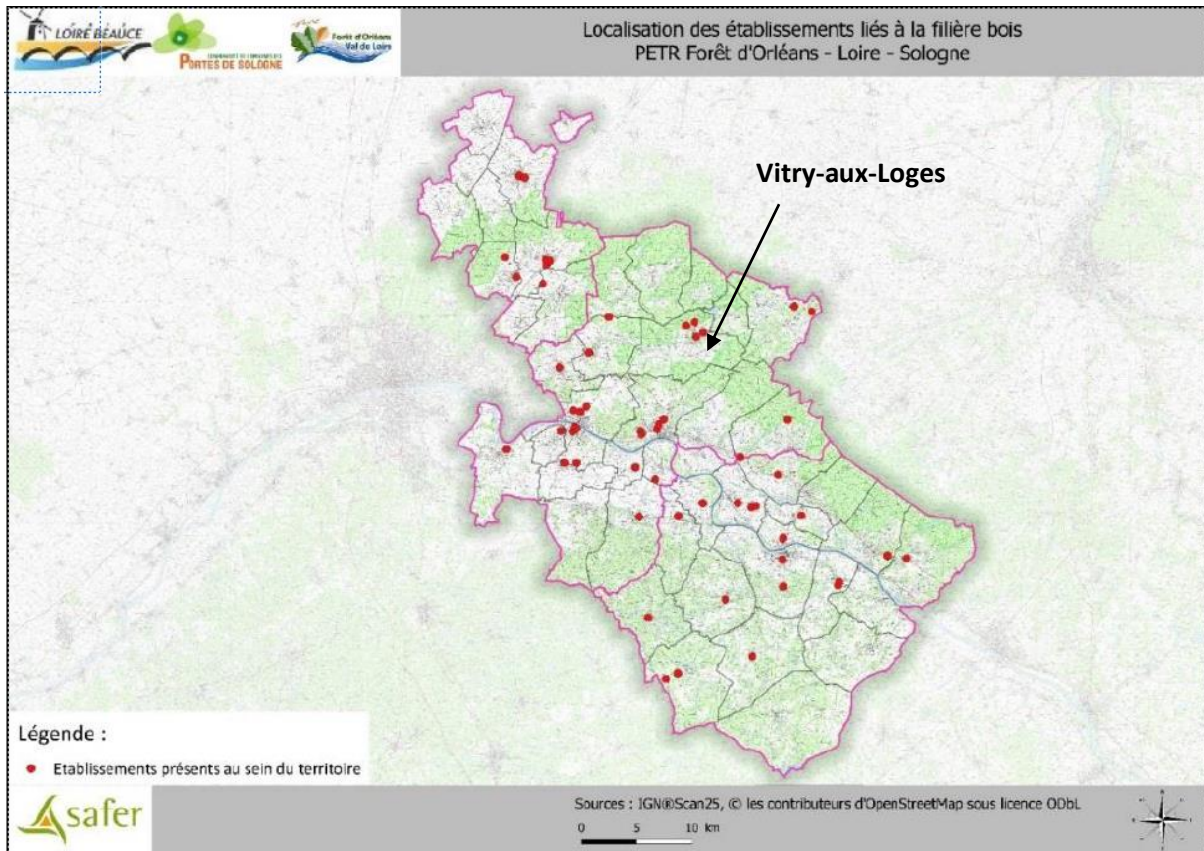 LOIRE BEAUCE
PORTES DE SOLOGNE
Forêt d'Orléans
Val de Loire
Localisation des établissements liés à la filière bois
PETR Forêt d'Orléans - Loire - Sologne
Vitry-aux-Loges
Légende :
Etablissements présents au sein du territoire
safer
Sources : IGN®Scan25, © les contributeurs d'OpenStreetMap sous licence ODbL
0 5 10 km